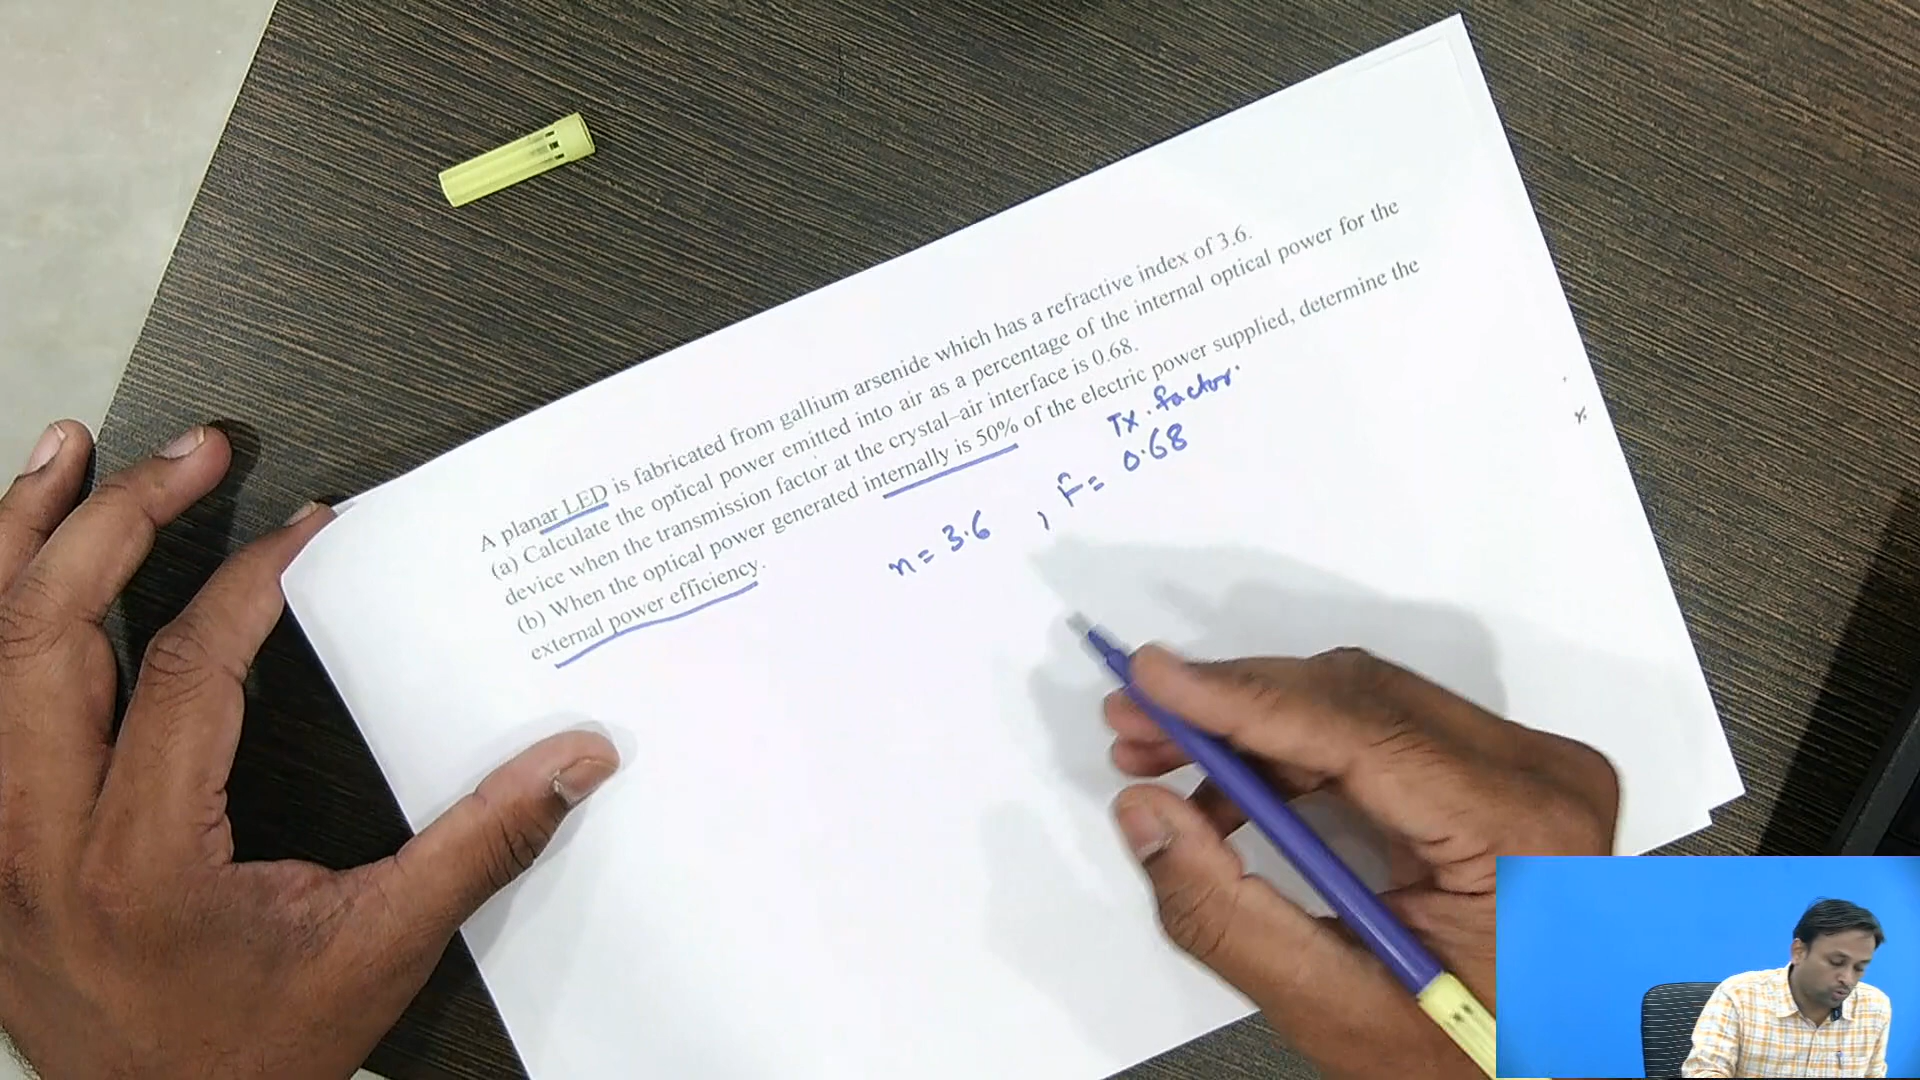 A planar LED is fabricated from gallium arsenide which has a refractive index of 3.6.
(a) Calculate the optical power emitted into air as a percentage of the internal optical power for the
device when the transmission factor at the crystal–air interface is 0.68.
(b) When the optical power generated internally is 50% of the electric power supplied, determine the
external power efficiency.
Tx. factor.
n = 3.6 , F = 0.68